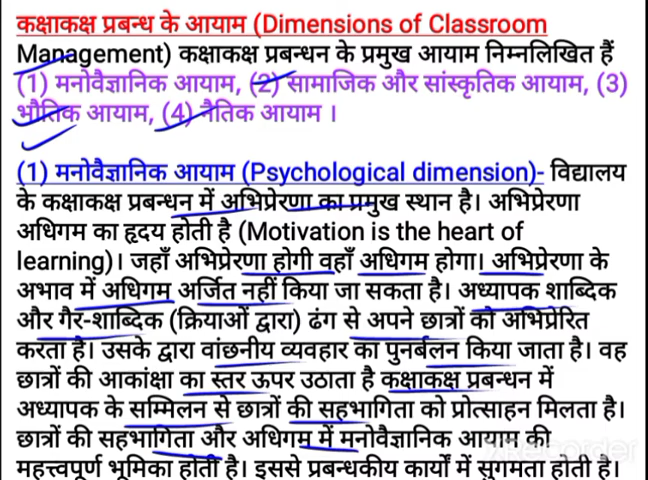 कक्षाकक्ष प्रबन्ध के आयाम (Dimensions of Classroom
Management) कक्षाकक्ष प्रबन्धन के प्रमुख आयाम निम्नलिखित हैं
(1) मनोवैज्ञानिक आयाम, (2) सामाजिक और सांस्कृतिक आयाम, (3)
भौतिक आयाम, (4) नैतिक आयाम ।
(1) मनोवैज्ञानिक आयाम (Psychological dimension)- विद्यालय
के कक्षाकक्ष प्रबन्धन में अभिप्रेरणा का प्रमुख स्थान है। अभिप्रेरणा
अधिगम का हृदय होती है (Motivation is the heart of
learning)। जहाँ अभिप्रेरणा होगी वहाँ अधिगम होगा। अभिप्रेरणा के
अभाव में अधिगम अर्जित नहीं किया जा सकता है। अध्यापक शाब्दिक
और गैर-शाब्दिक (क्रियाओं द्वारा) ढंग से अपने छात्रों को अभिप्रेरित
करता है। उसके द्वारा वांछनीय व्यवहार का पुनर्बलन किया जाता है। वह
छात्रों की आकांक्षा का स्तर ऊपर उठाता है कक्षाकक्ष प्रबन्धन में
अध्यापक के सम्मिलन से छात्रों की सहभागिता को प्रोत्साहन मिलता है।
छात्रों की सहभागिता और अधिगम में मनोवैज्ञानिक आयाम की
महत्त्वपूर्ण भूमिका होती है। इससे प्रबन्धकीय कार्यों में सुगमता होती है।